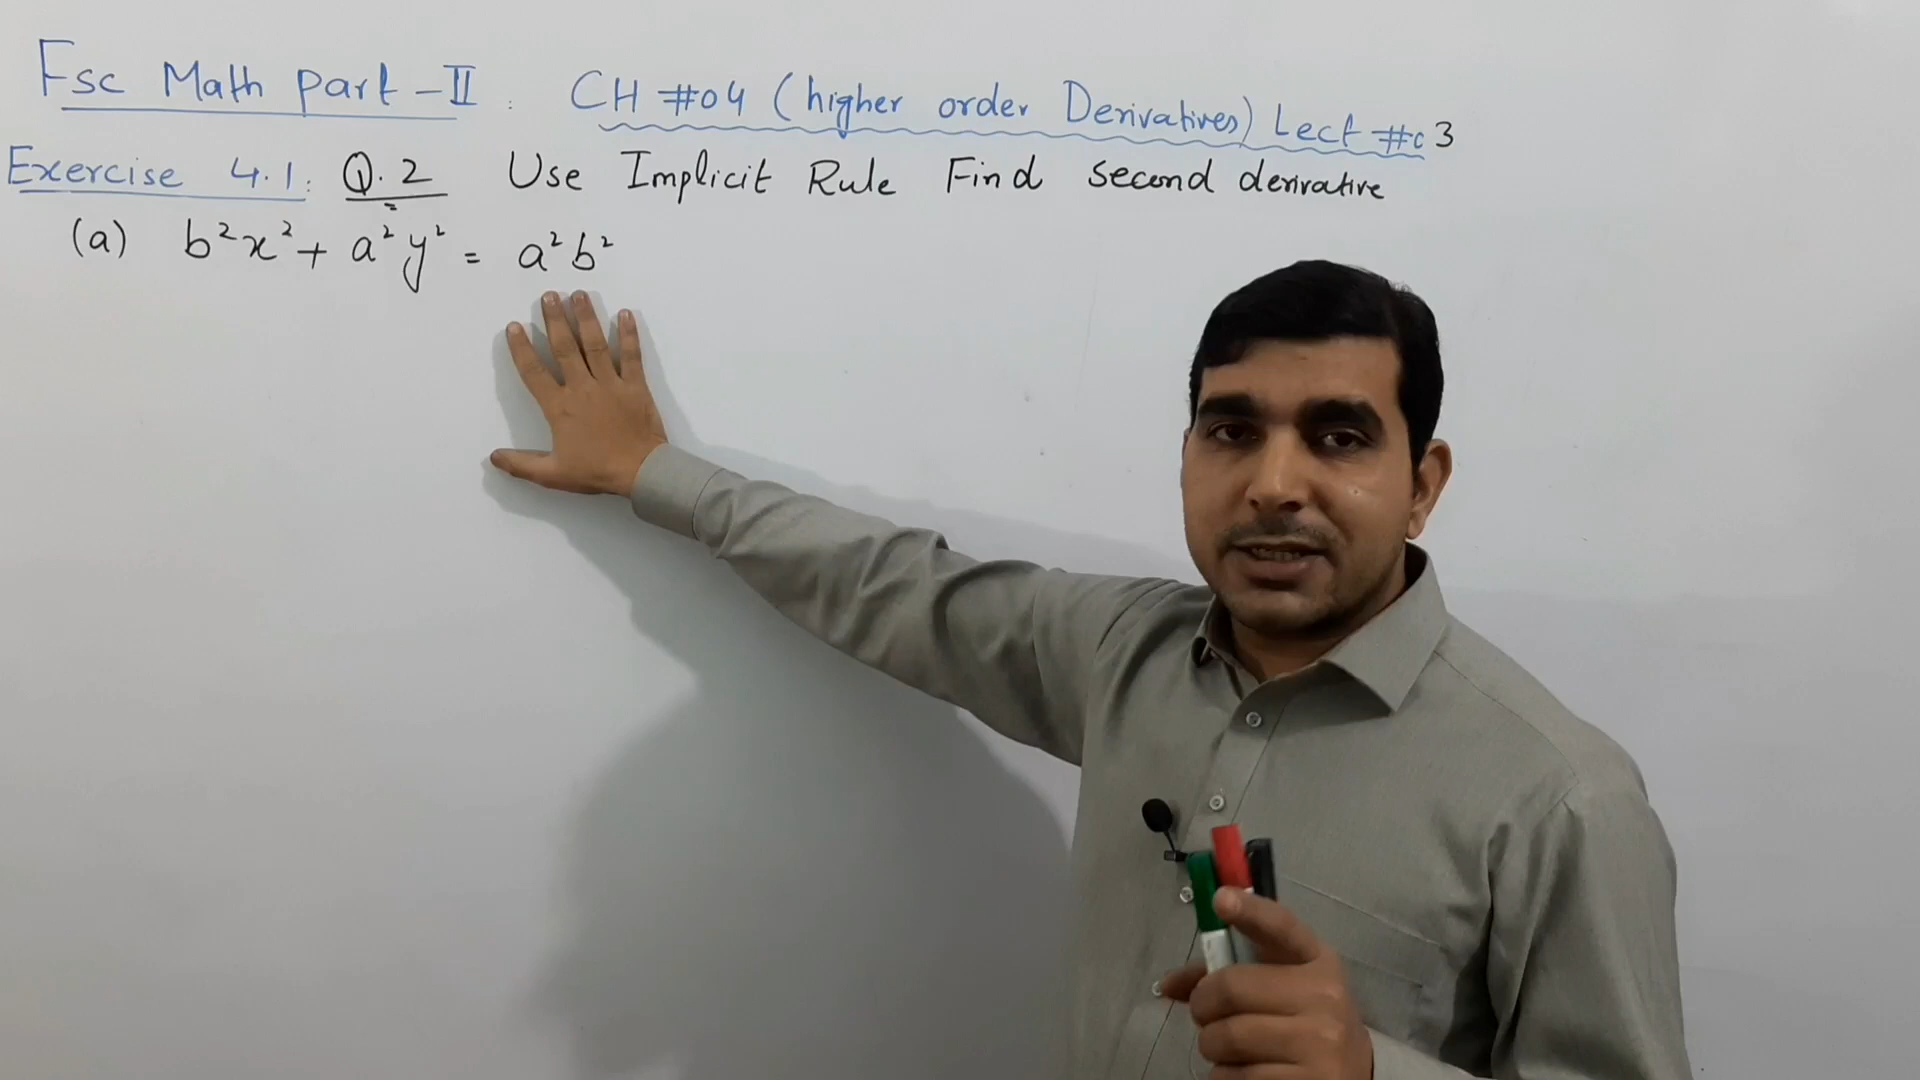 Fsc Math part-II : CH #04 (higher order Derivatives) Lect #03
Exercise 4.1: Q.2 Use Implicit Rule Find second derivative
(a) b²x² + a²y² = a²b²